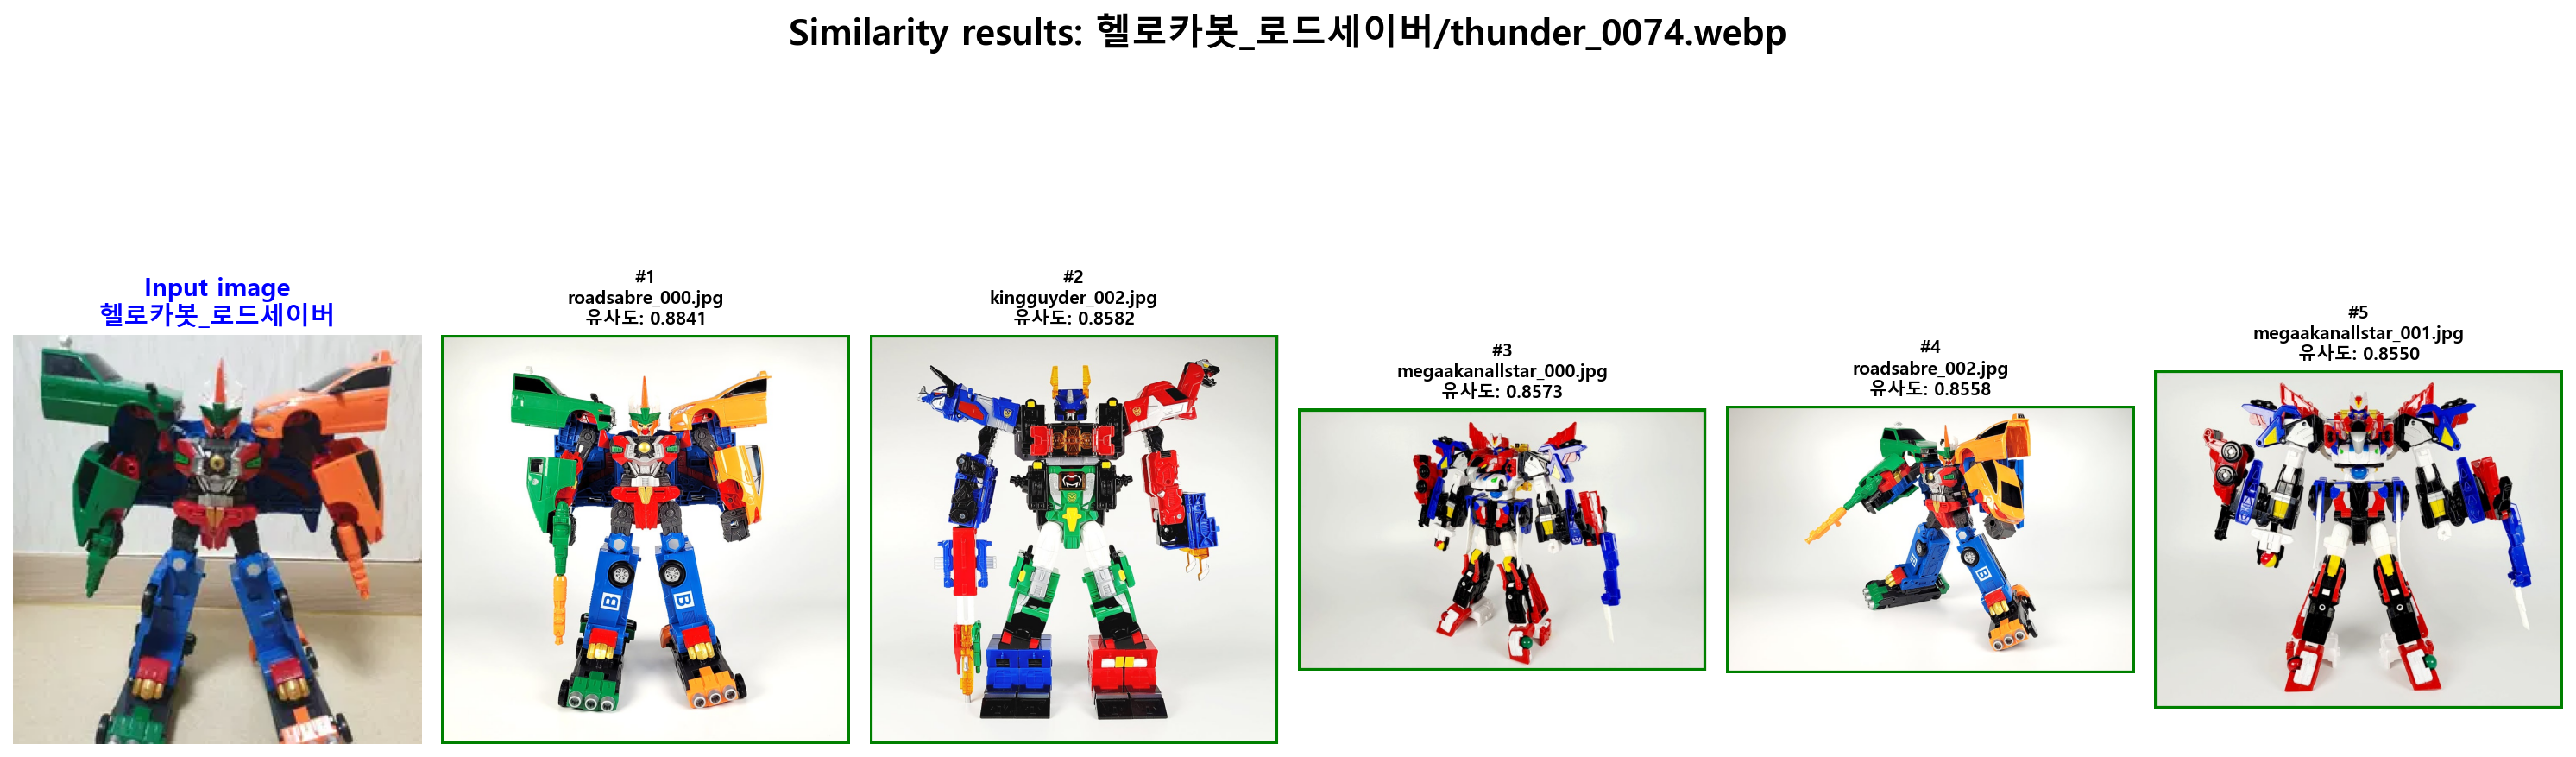 Similarity results: 헬로카봇_로드세이버/thunder_0074.webp
Input image
헬로카봇_로드세이버
#1
roadsabre_000.jpg
유사도: 0.8841
#2
kingguyder_002.jpg
유사도: 0.8582
#3
megaakanallstar_000.jpg
유사도: 0.8573
#4
roadsabre_002.jpg
유사도: 0.8558
#5
megaakanallstar_001.jpg
유사도: 0.8550
B
B
B
B